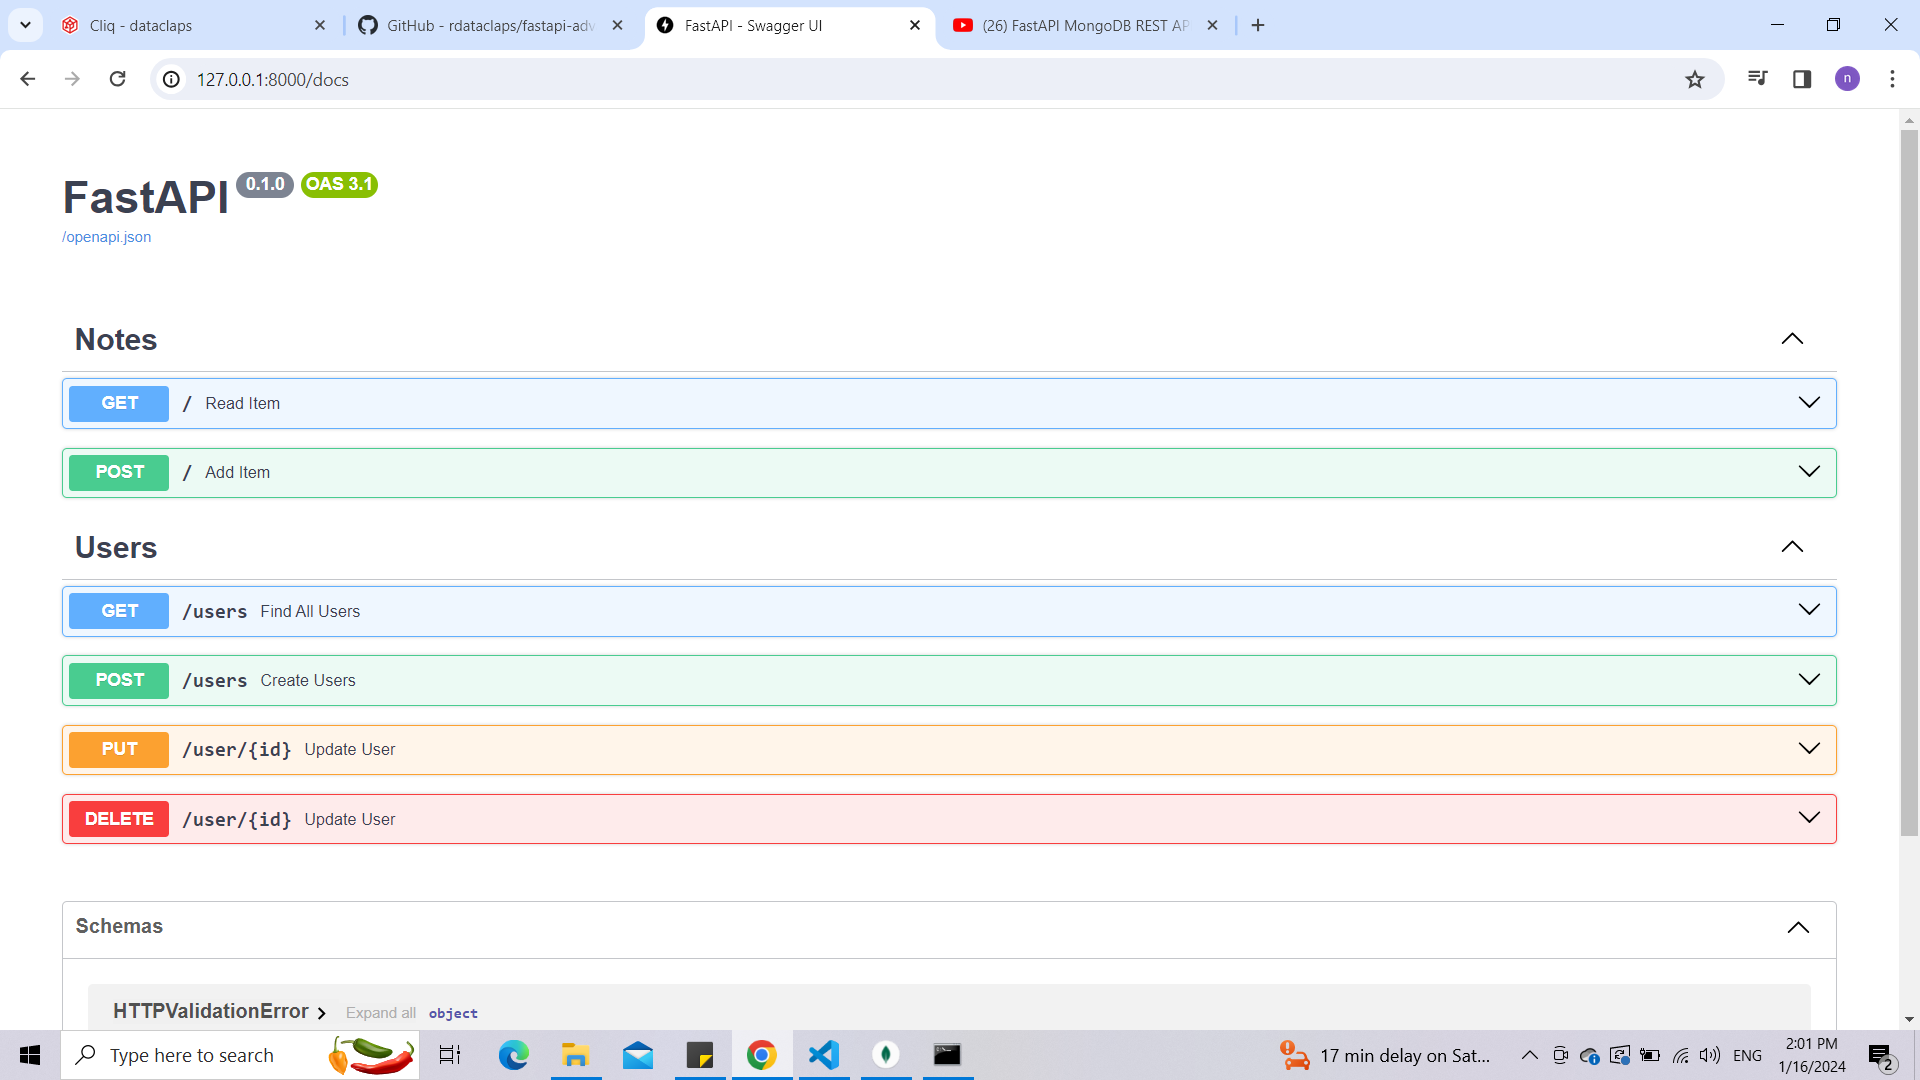 Cliq - dataclaps
GitHub - rdataclaps/fastapi-adv
FastAPI - Swagger UI
(26) FastAPI MongoDB REST AP
127.0.0.1:8000/docs
n
FastAPI 0.1.0 OAS 3.1
/openapi.json
Notes
GET / Read Item
POST / Add Item
Users
GET /users Find All Users
POST /users Create Users
PUT /user/{id} Update User
DELETE /user/{id} Update User
Schemas
HTTPValidationError Expand all object
Type here to search
17 min delay on Sat...
ENG
2:01 PM
1/16/2024
2